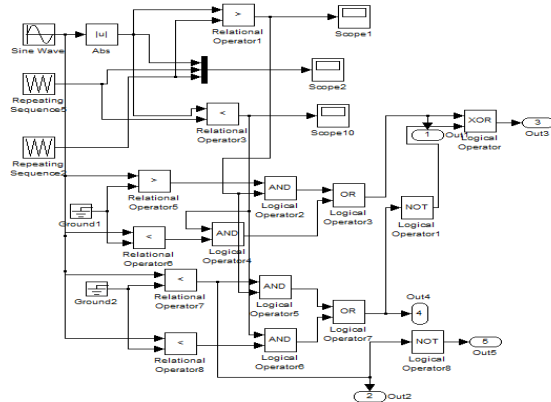 >
Relational
Operator1
Scope1
Sine Wave
|u|
Abs
Scope2
Repeating
Sequence5
<
Relational
Operator3
Scope10
Repeating
Sequence2
XOR
Logical
Operator
3
Out3
1
Out1
>
Relational
Operator5
AND
Logical
Operator2
OR
Logical
Operator3
NOT
Logical
Operator1
Ground1
<
Relational
Operator6
AND
Logical
Operator4
Ground2
<
Relational
Operator7
AND
Logical
Operator5
OR
Logical
Operator7
Out4
4
<
Relational
Operator8
AND
Logical
Operator6
NOT
Logical
Operator8
5
Out5
2
Out2